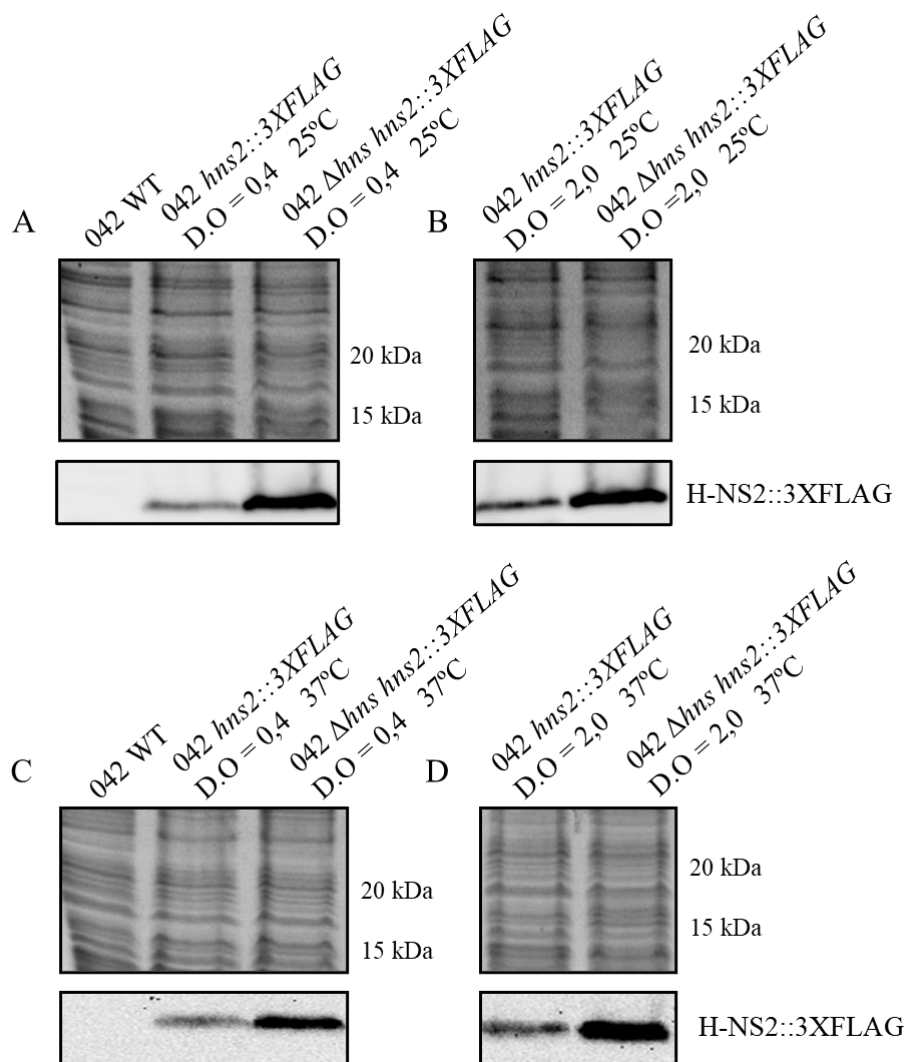 A
042 WT
042 hns2::3XFLAG
D.O = 0,4 25ºC
042 Δhns hns2::3XFLAG
D.O = 0,4 25ºC
20 kDa
15 kDa
B
042 hns2::3XFLAG
D.O = 2,0 25ºC
042 Δhns hns2::3XFLAG
D.O =2,0 25ºC
20 kDa
15 kDa
H-NS2::3XFLAG
C
042 WT
042 hns2::3XFLAG
D.O = 0,4 37ºC
042 Δhns hns2::3XFLAG
D.O = 0,4 37ºC
20 kDa
15 kDa
D
042 hns2::3XFLAG
D.O = 2,0 37ºC
042 Δhns hns2::3XFLAG
D.O = 2,0 37ºC
20 kDa
15 kDa
H-NS2::3XFLAG